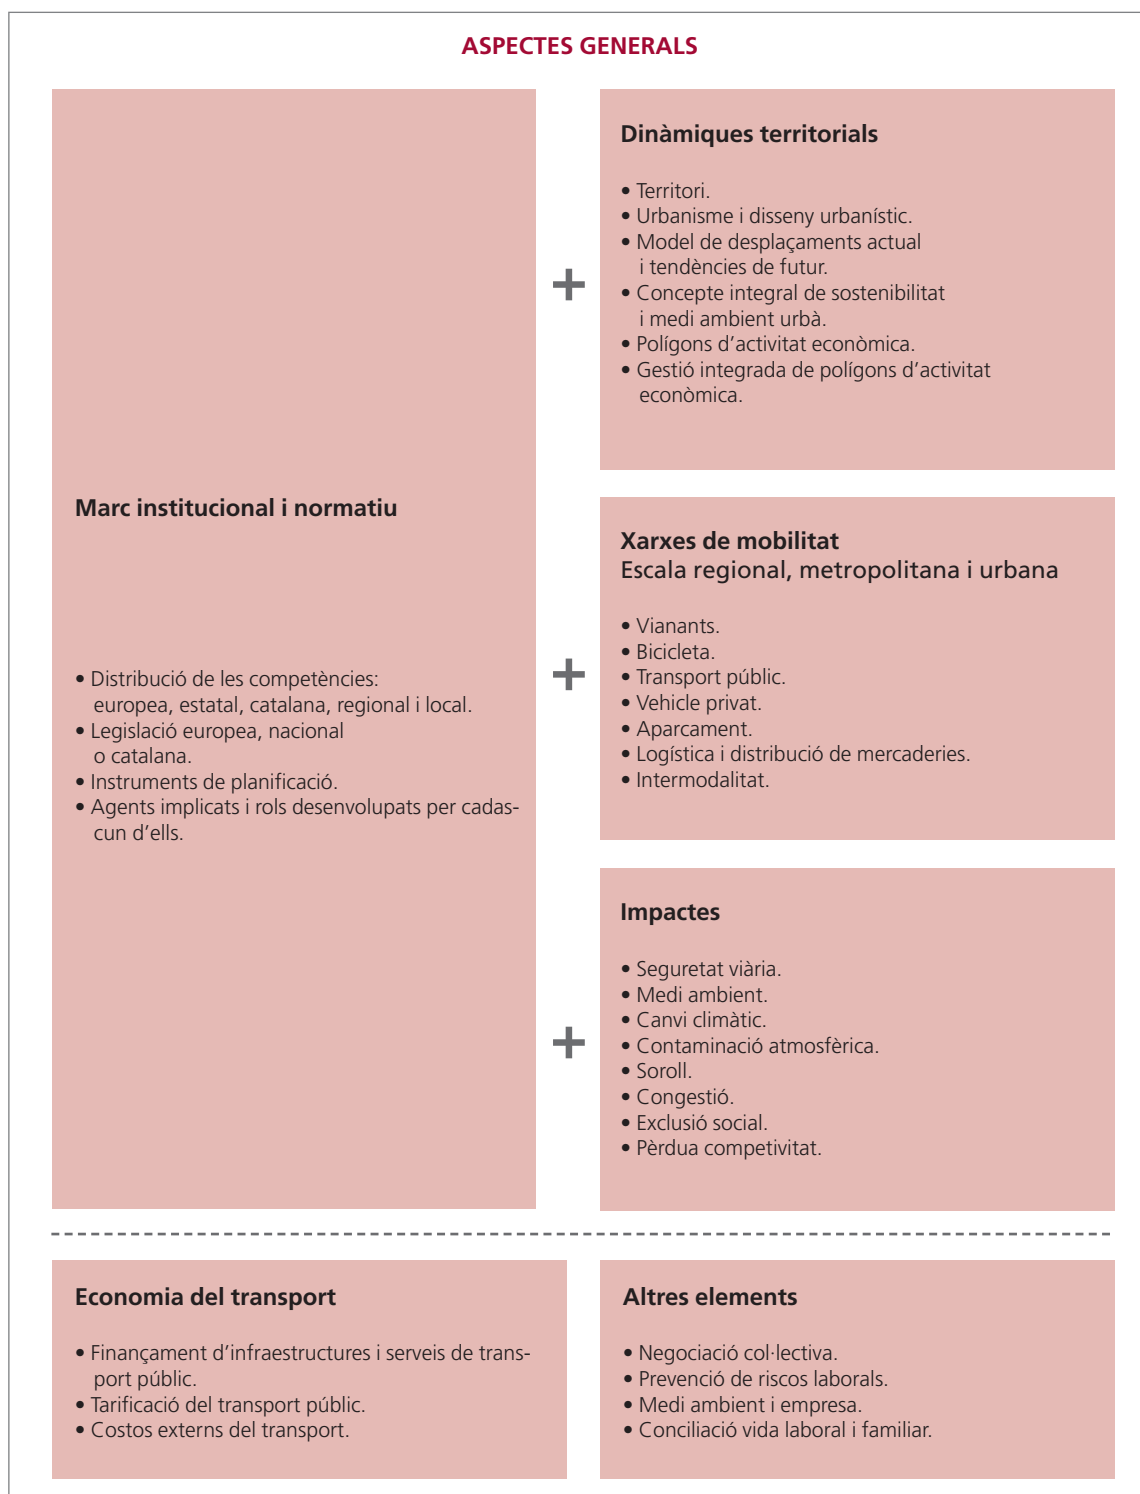 ASPECTES GENERALS
Marc institucional i normatiu
• Distribució de les competències:
europea, estatal, catalana, regional i local.
• Legislació europea, nacional
o catalana.
• Instruments de planificació.
• Agents implicats i rols desenvolupats per cadas-
cun d’ells.
+
Dinàmiques territorials
• Territori.
• Urbanisme i disseny urbanístic.
• Model de desplaçaments actual
i tendències de futur.
• Concepte integral de sostenibilitat
i medi ambient urbà.
• Polígons d’activitat econòmica.
• Gestió integrada de polígons d’activitat
econòmica.
+
Xarxes de mobilitat
Escala regional, metropolitana i urbana
• Vianants.
• Bicicleta.
• Transport públic.
• Vehicle privat.
• Aparcament.
• Logística i distribució de mercaderies.
• Intermodalitat.
+
Impactes
• Seguretat viària.
• Medi ambient.
• Canvi climàtic.
• Contaminació atmosfèrica.
• Soroll.
• Congestió.
• Exclusió social.
• Pèrdua competivitat.
Economia del transport
• Finançament d’infraestructures i serveis de trans-
port públic.
• Tarificació del transport públic.
• Costos externs del transport.
Altres elements
• Negociació col·lectiva.
• Prevenció de riscos laborals.
• Medi ambient i empresa.
• Conciliació vida laboral i familiar.